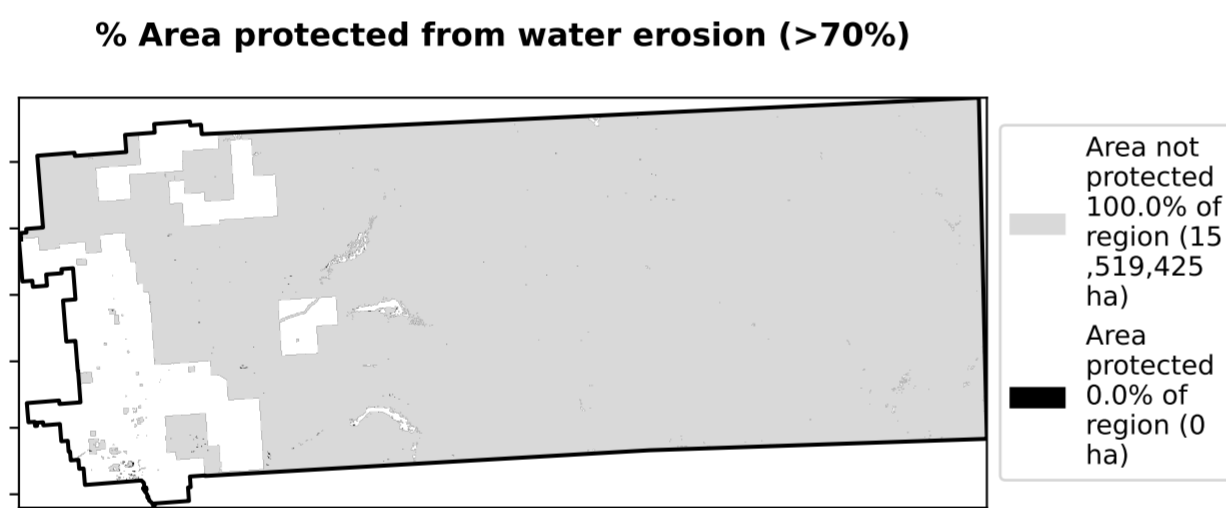 % Area protected from water erosion (>70%)
Area not
protected
100.0% of
region (15
,519,425
ha)
Area
protected
0.0% of
region (0
ha)